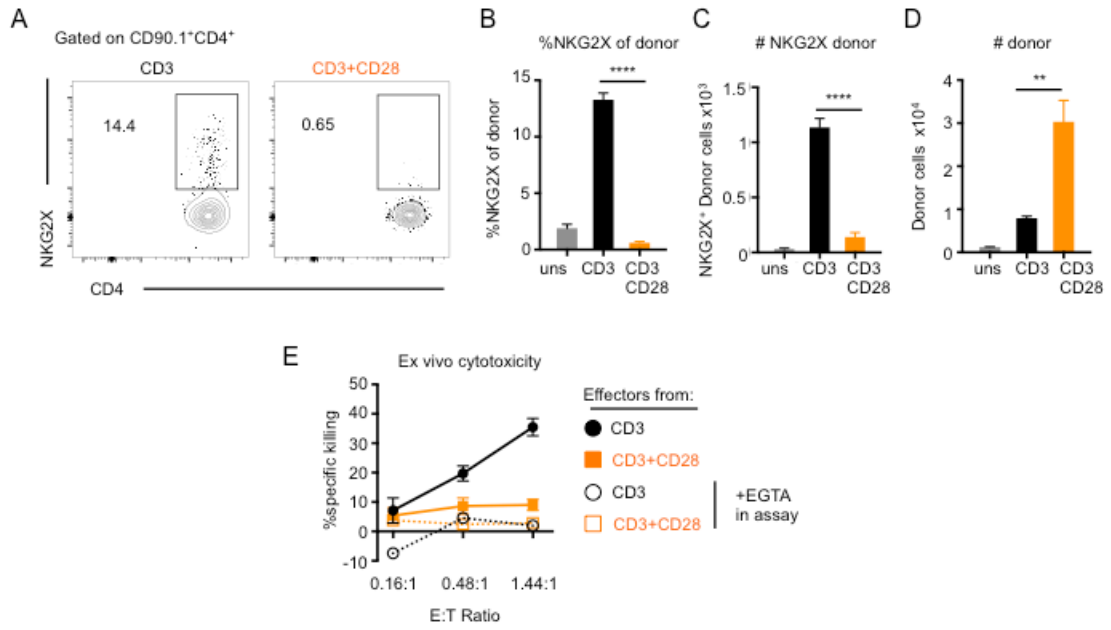 A
Gated on CD90.1⁺CD4⁺
CD3
CD3+CD28
14.4
0.65
NKG2X
CD4
B
%NKG2X of donor
****
%NKG2X of donor
15
10
5
0
uns
CD3
CD3
CD28
C
# NKG2X donor
****
NKG2X⁺ Donor cells x10³
1.5
1
0.5
0
uns
CD3
CD3
CD28
D
# donor
**
Donor cells x10⁴
4
3
2
1
0
uns
CD3
CD3
CD28
E
Ex vivo cytotoxicity
%specific killing
50
40
30
20
10
0
-10
0.16:1
0.48:1
1.44:1
E:T Ratio
Effectors from:
CD3
CD3+CD28
CD3
CD3+CD28
+EGTA
in assay